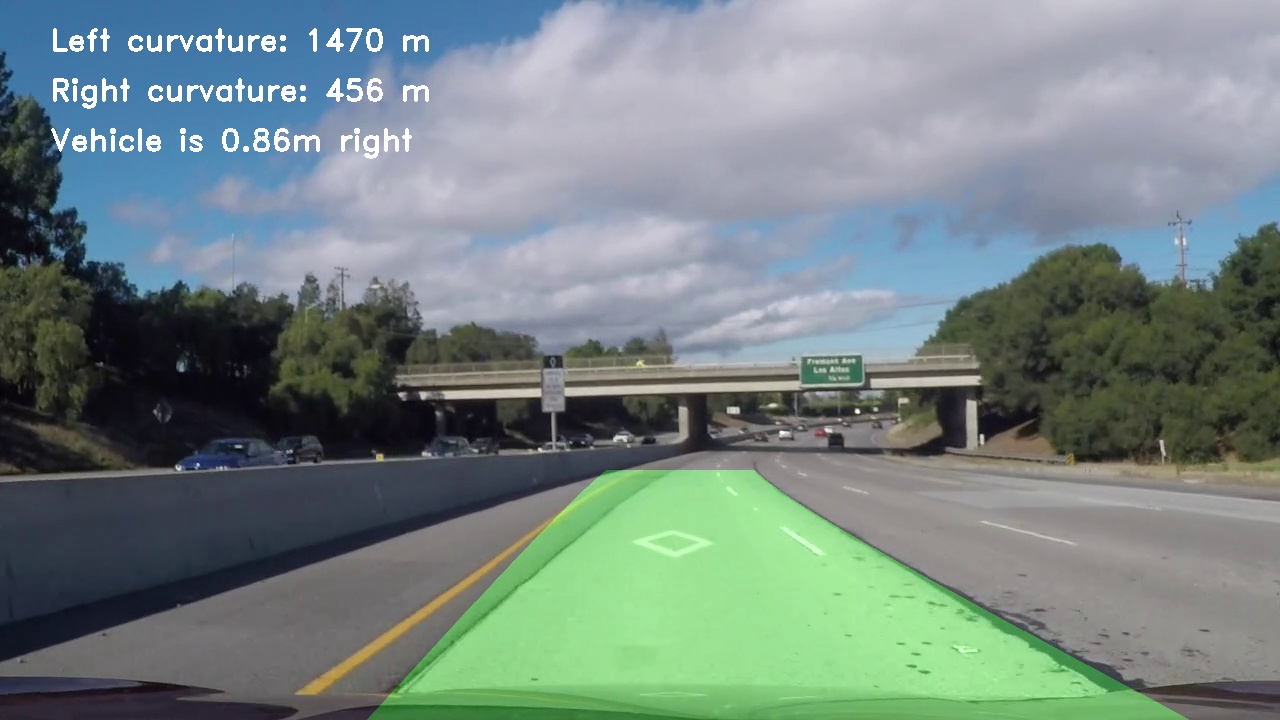 Left curvature: 1470 m
Right curvature: 456 m
Vehicle is 0.86m right
Fremont Ave
Los Altos